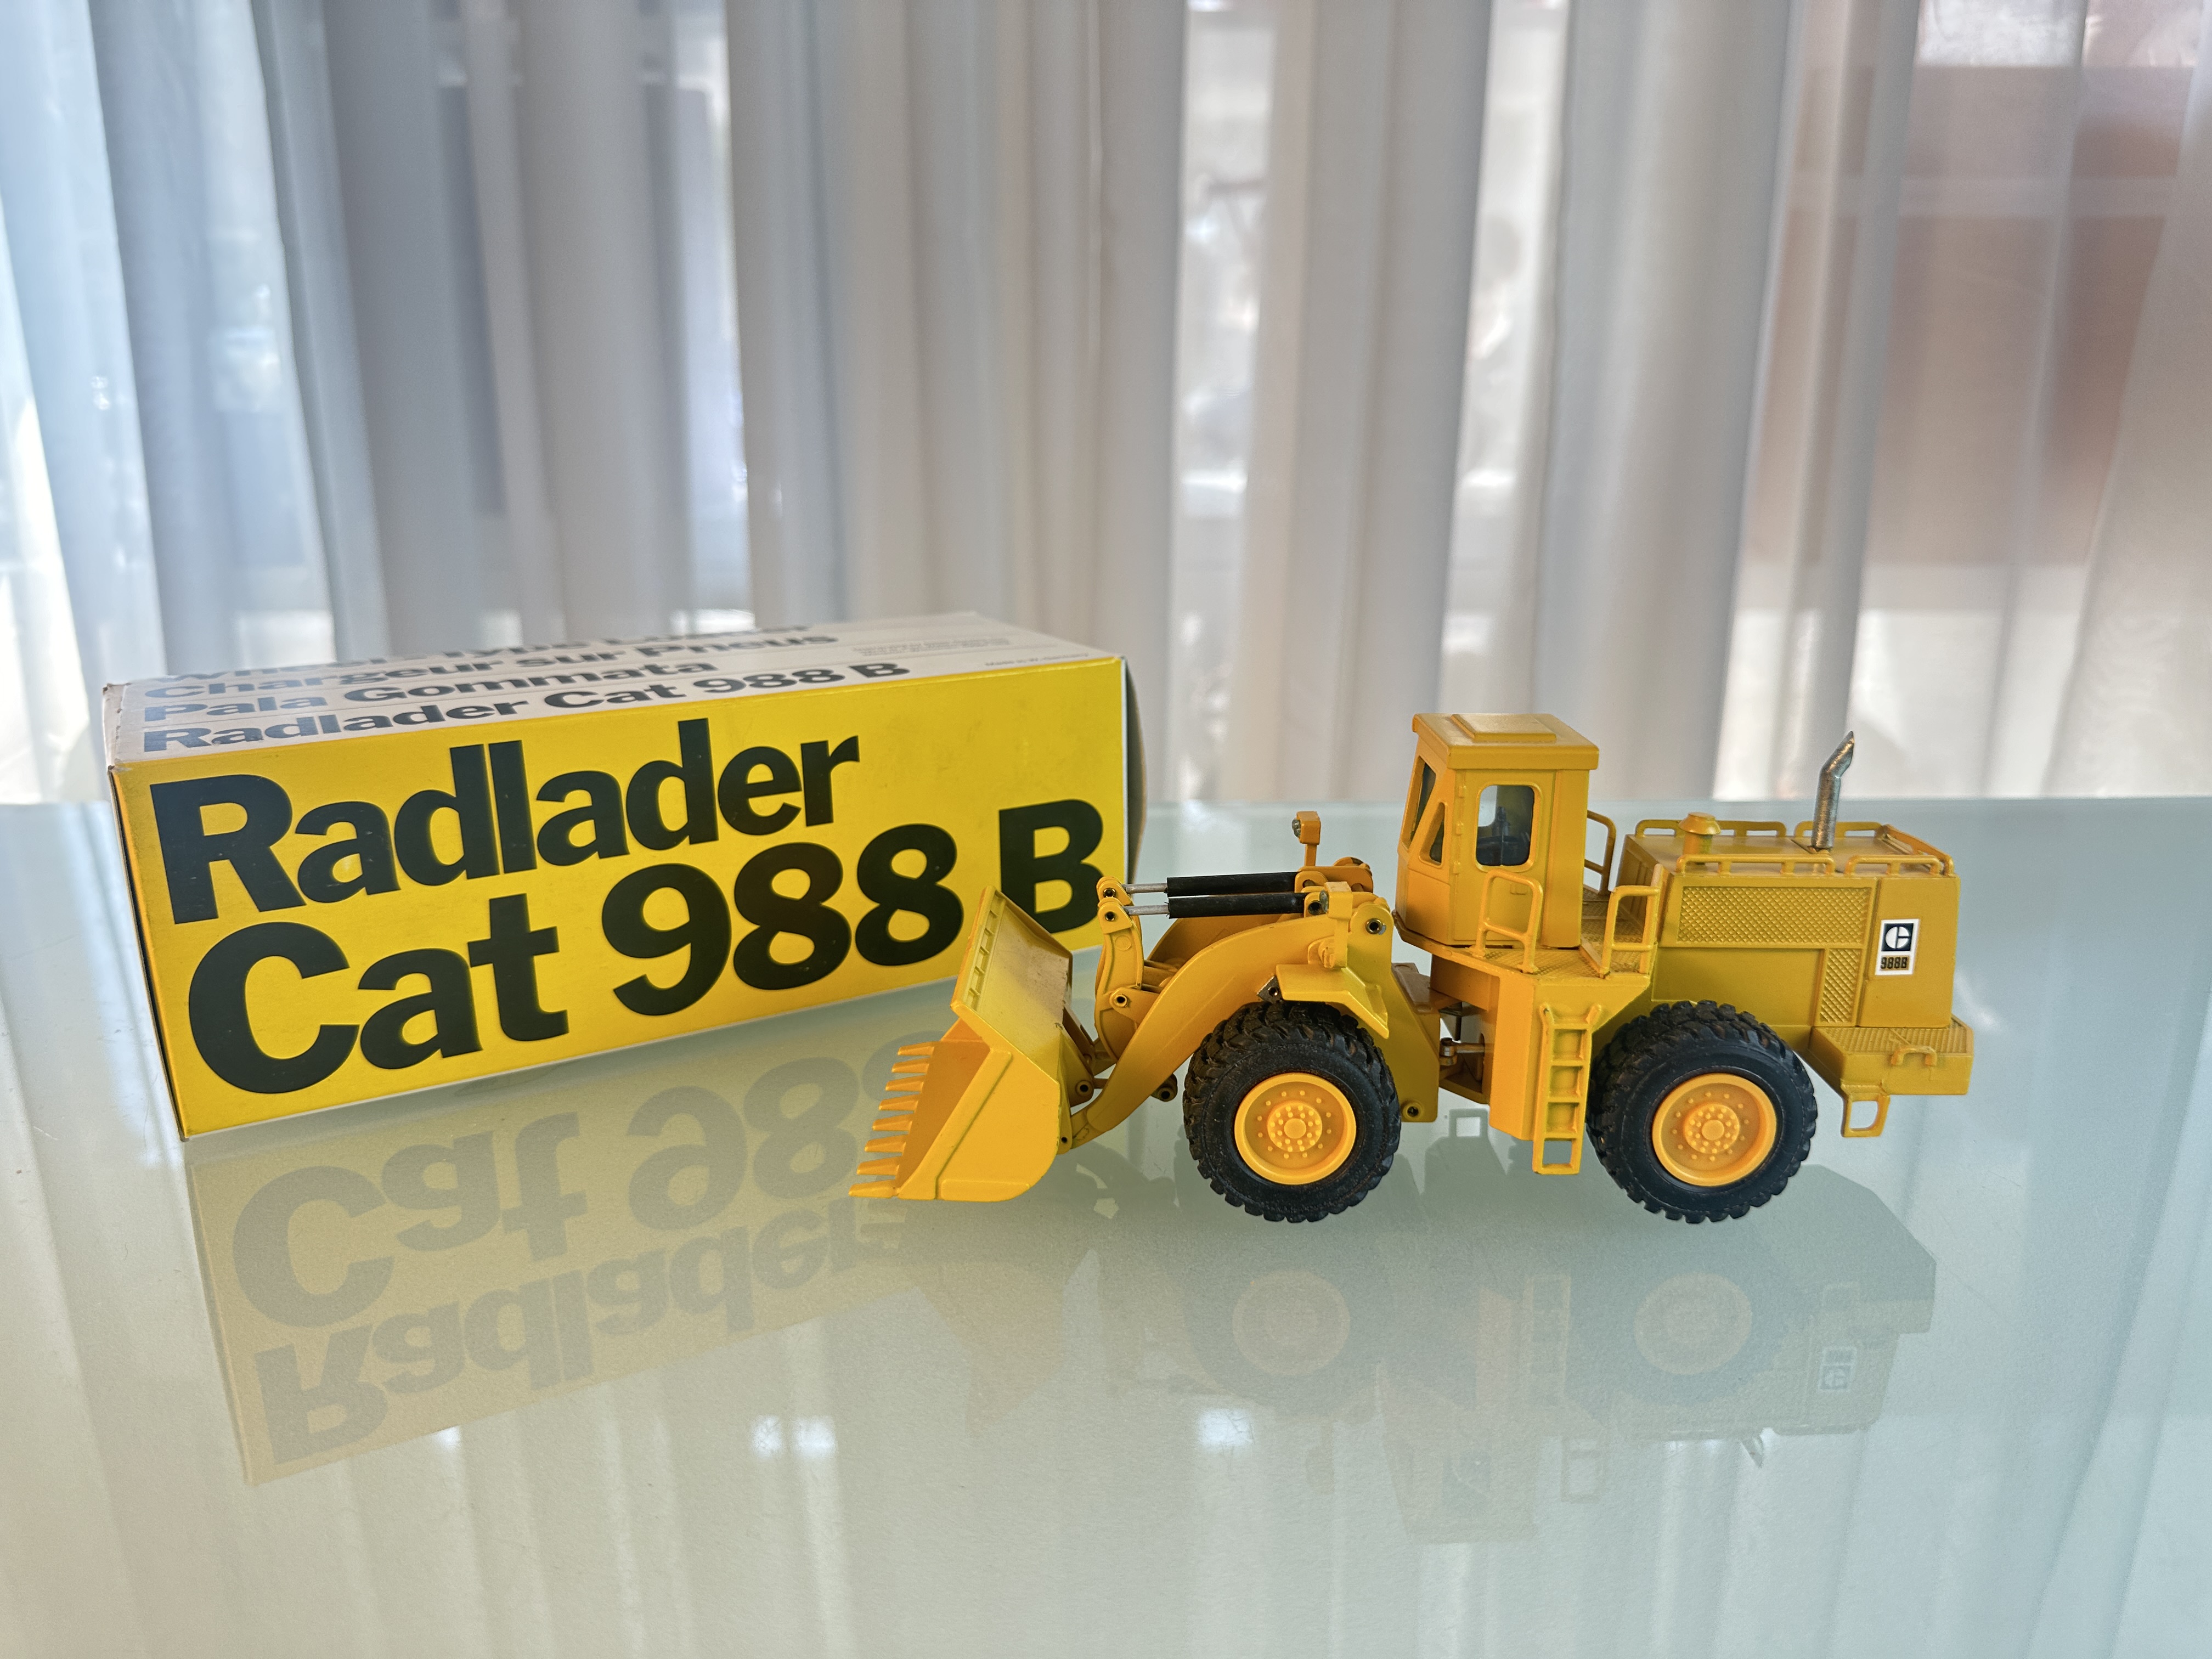 Chargeur sur Pneus
Pala Gommata
Radlader Cat 988 B
Radlader
Cat 988 B
988B